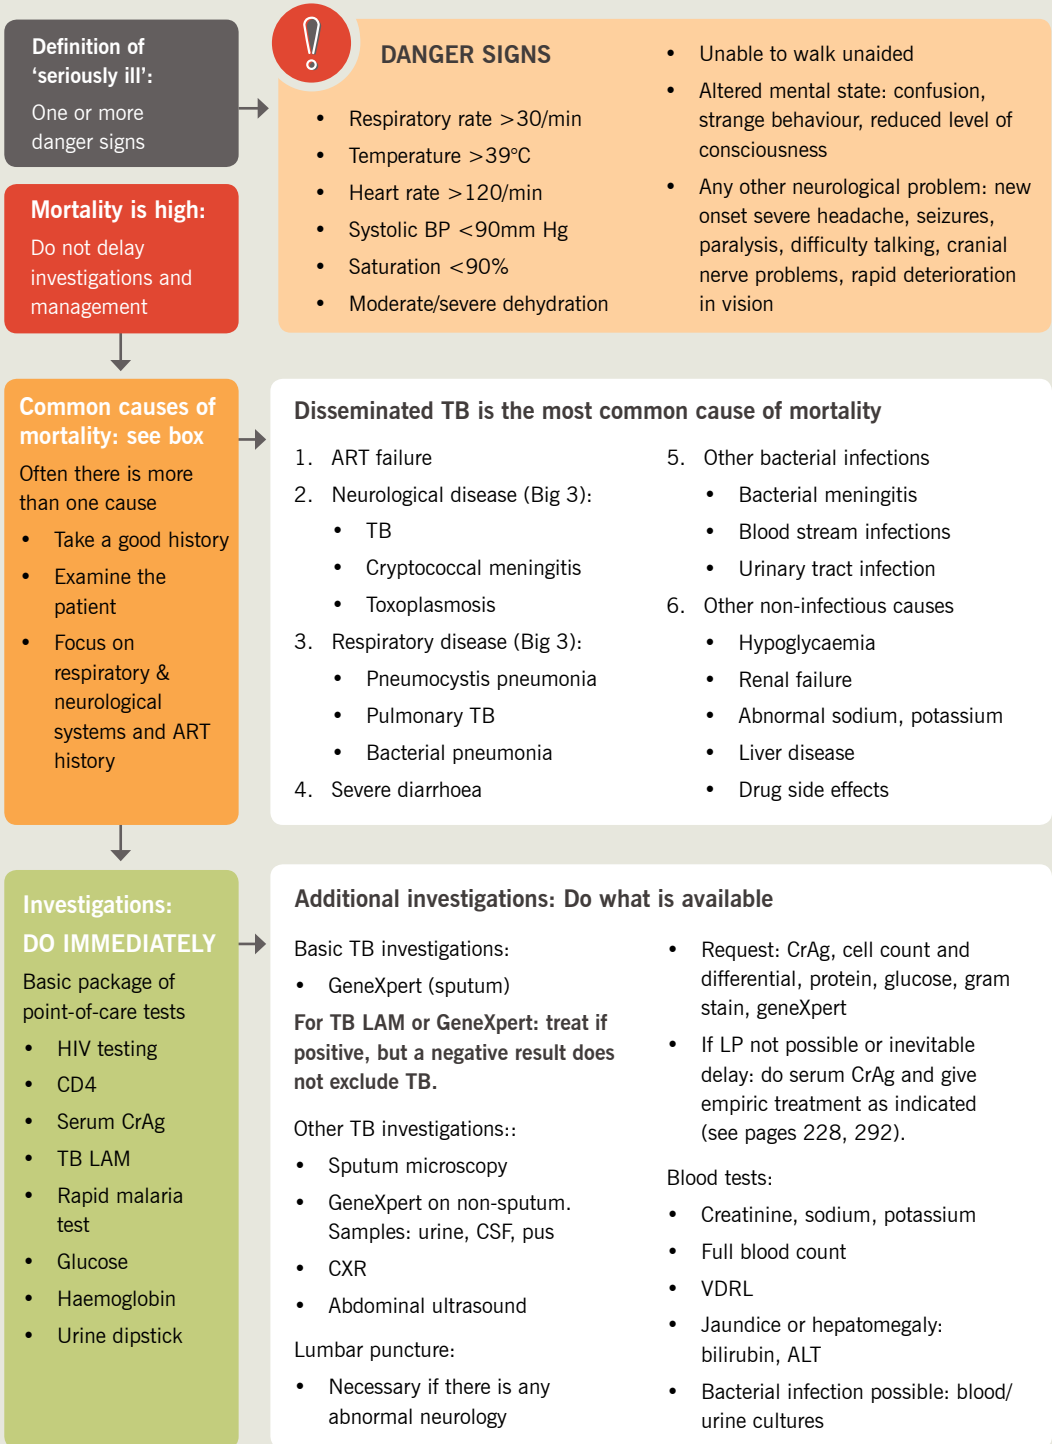 Definition of
‘seriously ill’:
One or more
danger signs
Mortality is high:
Do not delay
investigations and
management
DANGER SIGNS
• Respiratory rate >30/min
• Temperature >39°C
• Heart rate >120/min
• Systolic BP <90mm Hg
• Saturation <90%
• Moderate/severe dehydration
• Unable to walk unaided
• Altered mental state: confusion,
strange behaviour, reduced level of
consciousness
• Any other neurological problem: new
onset severe headache, seizures,
paralysis, difficulty talking, cranial
nerve problems, rapid deterioration
in vision
Common causes of
mortality: see box
Often there is more
than one cause
• Take a good history
• Examine the
patient
• Focus on
respiratory &
neurological
systems and ART
history
Disseminated TB is the most common cause of mortality
1. ART failure
2. Neurological disease (Big 3):
• TB
• Cryptococcal meningitis
• Toxoplasmosis
3. Respiratory disease (Big 3):
• Pneumocystis pneumonia
• Pulmonary TB
• Bacterial pneumonia
4. Severe diarrhoea
5. Other bacterial infections
• Bacterial meningitis
• Blood stream infections
• Urinary tract infection
6. Other non-infectious causes
• Hypoglycaemia
• Renal failure
• Abnormal sodium, potassium
• Liver disease
• Drug side effects
Investigations:
DO IMMEDIATELY
Basic package of
point-of-care tests
• HIV testing
• CD4
• Serum CrAg
• TB LAM
• Rapid malaria
test
• Glucose
• Haemoglobin
• Urine dipstick
Additional investigations: Do what is available
Basic TB investigations:
• GeneXpert (sputum)
For TB LAM or GeneXpert: treat if
positive, but a negative result does
not exclude TB.
Other TB investigations::
• Sputum microscopy
• GeneXpert on non-sputum.
Samples: urine, CSF, pus
• CXR
• Abdominal ultrasound
Lumbar puncture:
• Necessary if there is any
abnormal neurology
• Request: CrAg, cell count and
differential, protein, glucose, gram
stain, geneXpert
• If LP not possible or inevitable
delay: do serum CrAg and give
empiric treatment as indicated
(see pages 228, 292).
Blood tests:
• Creatinine, sodium, potassium
• Full blood count
• VDRL
• Jaundice or hepatomegaly:
bilirubin, ALT
• Bacterial infection possible: blood/
urine cultures